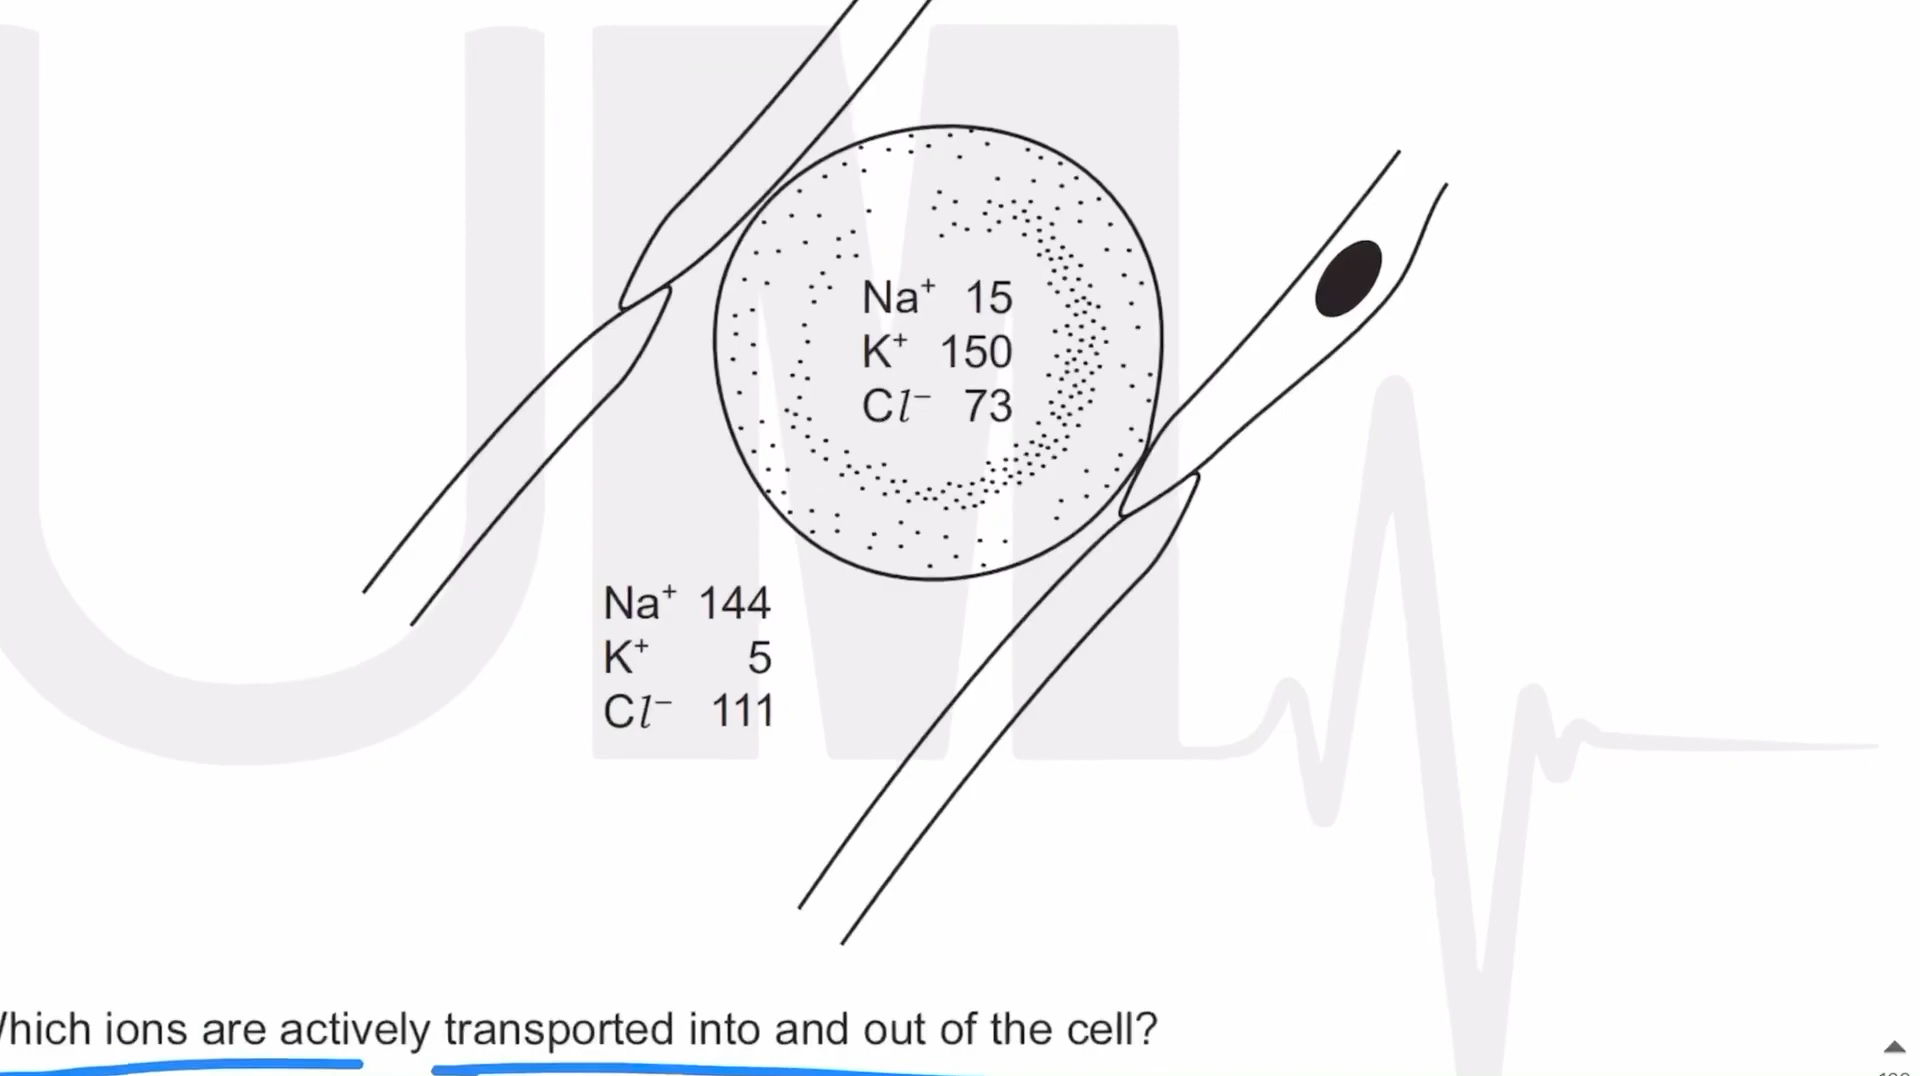 Na⁺ 15
K⁺ 150
Cl⁻ 73
Na⁺ 144
K⁺ 5
Cl⁻ 111
Which ions are actively transported into and out of the cell?